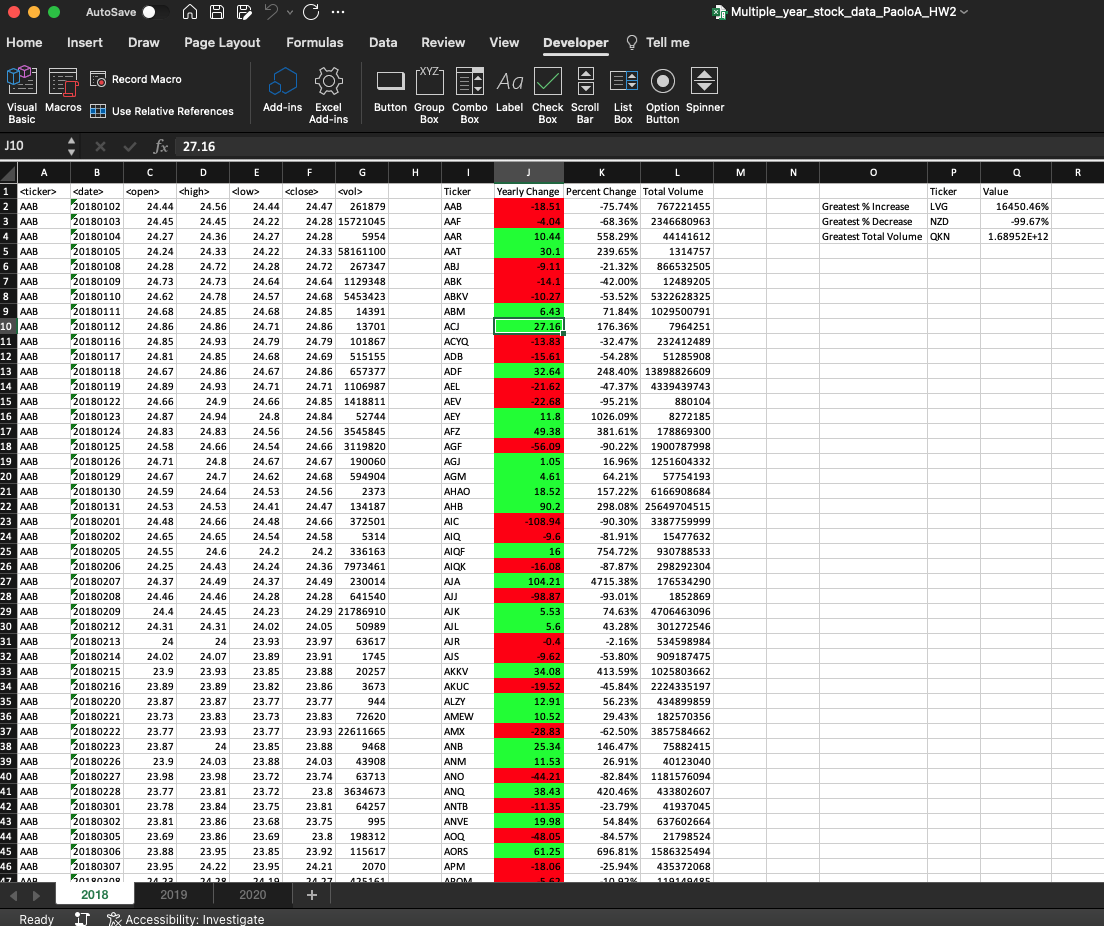 AutoSave
Multiple_year_stock_data_PaoloA_HW2
Home Insert Draw Page Layout Formulas Data Review View Developer Tell me
Visual Basic Macros Record Macro Use Relative References Add-ins Excel Add-ins Button Group Box Combo Box Label Check Box Scroll Bar List Box Option Button Spinner
XYZ Aa
J10 fx 27.16
A B C D E F G H I J K L M N O P Q R
1 <ticker> <date> <open> <high> <low> <close> <vol> Ticker Yearly Change Percent Change Total Volume Ticker Value
2 AAB 20180102 24.44 24.56 24.44 24.47 261879 AAB -18.51 -75.74% 767221455 Greatest % Increase LVG 16450.46%
3 AAB 20180103 24.45 24.45 24.22 24.28 15721045 AAF -4.04 -68.36% 2346680963 Greatest % Decrease NZD -99.67%
4 AAB 20180104 24.27 24.36 24.27 24.28 5954 AAR 10.44 558.29% 44141612 Greatest Total Volume QKN 1.68952E+12
5 AAB 20180105 24.24 24.33 24.22 24.33 58161100 AAT 30.1 239.65% 1314757
6 AAB 20180108 24.28 24.72 24.28 24.72 267347 ABJ -9.11 -21.32% 866532505
7 AAB 20180109 24.73 24.73 24.64 24.64 1129348 ABK -14.1 -42.00% 12489205
8 AAB 20180110 24.62 24.78 24.57 24.68 5453423 ABKV -10.27 -53.52% 5322628325
9 AAB 20180111 24.68 24.85 24.68 24.85 14391 ABM 6.43 71.84% 1029500791
10 AAB 20180112 24.86 24.86 24.71 24.86 13701 ACJ 27.16 176.36% 7964251
11 AAB 20180116 24.85 24.93 24.79 24.79 101867 ACYQ -13.83 -32.47% 232412489
12 AAB 20180117 24.81 24.85 24.68 24.69 515155 ADB -15.61 -54.28% 51285908
13 AAB 20180118 24.67 24.86 24.67 24.86 657377 ADF 32.64 248.40% 13898826609
14 AAB 20180119 24.89 24.93 24.71 24.71 1106987 AEL -21.62 -47.37% 4339439743
15 AAB 20180122 24.66 24.9 24.66 24.85 1418811 AEV -22.68 -95.21% 880104
16 AAB 20180123 24.87 24.94 24.8 24.84 52744 AEY 11.8 1026.09% 8272185
17 AAB 20180124 24.83 24.83 24.56 24.56 3545845 AFZ 49.38 381.61% 178869300
18 AAB 20180125 24.58 24.66 24.54 24.66 3119820 AGF -56.09 -90.22% 1900787998
19 AAB 20180126 24.71 24.8 24.67 24.67 190060 AGJ 1.05 16.96% 1251604332
20 AAB 20180129 24.67 24.7 24.62 24.68 594904 AGM 4.61 64.21% 57754193
21 AAB 20180130 24.59 24.64 24.53 24.56 2373 AHAO 18.52 157.22% 6166908684
22 AAB 20180131 24.53 24.53 24.41 24.47 134187 AHB 90.2 298.08% 25649704515
23 AAB 20180201 24.48 24.66 24.48 24.66 372501 AIC -108.94 -90.30% 3387759999
24 AAB 20180202 24.65 24.65 24.54 24.58 5314 AIQ -9.6 -81.91% 15477632
25 AAB 20180205 24.55 24.6 24.2 24.2 336163 AIQF 16 754.72% 930788533
26 AAB 20180206 24.25 24.43 24.24 24.36 7973461 AIQK -16.08 -87.87% 298292304
27 AAB 20180207 24.37 24.49 24.37 24.49 230014 AJA 104.21 4715.38% 176534290
28 AAB 20180208 24.46 24.46 24.28 24.28 641540 AJJ -98.87 -93.01% 1852869
29 AAB 20180209 24.4 24.45 24.23 24.29 21786910 AJK 5.53 74.63% 4706463096
30 AAB 20180212 24.31 24.31 24.02 24.05 50989 AJL 5.6 43.28% 301272546
31 AAB 20180213 24 24 23.93 23.97 63617 AJR -0.4 -2.16% 534598984
32 AAB 20180214 24.02 24.07 23.89 23.91 1745 AJS -9.62 -53.80% 909187475
33 AAB 20180215 23.9 23.93 23.85 23.88 20257 AKKV 34.08 413.59% 1025803662
34 AAB 20180216 23.89 23.89 23.82 23.86 3673 AKUC -19.52 -45.84% 2224335197
35 AAB 20180220 23.87 23.87 23.77 23.77 944 ALZY 12.91 56.23% 434899859
36 AAB 20180221 23.73 23.83 23.73 23.83 72620 AMEW 10.52 29.43% 182570356
37 AAB 20180222 23.77 23.93 23.77 23.93 22611665 AMX -28.83 -62.50% 3857584662
38 AAB 20180223 23.87 24 23.85 23.88 9468 ANB 25.34 146.47% 75882415
39 AAB 20180226 23.9 24.03 23.88 24.03 43908 ANM 11.53 26.91% 40123040
40 AAB 20180227 23.98 23.98 23.72 23.74 63713 ANO -44.21 -82.84% 1181576094
41 AAB 20180228 23.77 23.81 23.72 23.8 3634673 ANQ 38.43 420.46% 433802607
42 AAB 20180301 23.78 23.84 23.75 23.81 64257 ANTB -11.35 -23.79% 41937045
43 AAB 20180302 23.81 23.86 23.68 23.75 995 ANVE 19.98 54.84% 637602664
44 AAB 20180305 23.69 23.86 23.69 23.8 198312 AOQ -48.05 -84.57% 21798524
45 AAB 20180306 23.88 23.95 23.85 23.92 115617 AORS 61.25 696.81% 1586325494
46 AAB 20180307 23.95 24.22 23.95 24.21 2070 APM -18.06 -25.94% 435372068
2018 2019 2020 +
Ready Accessibility: Investigate